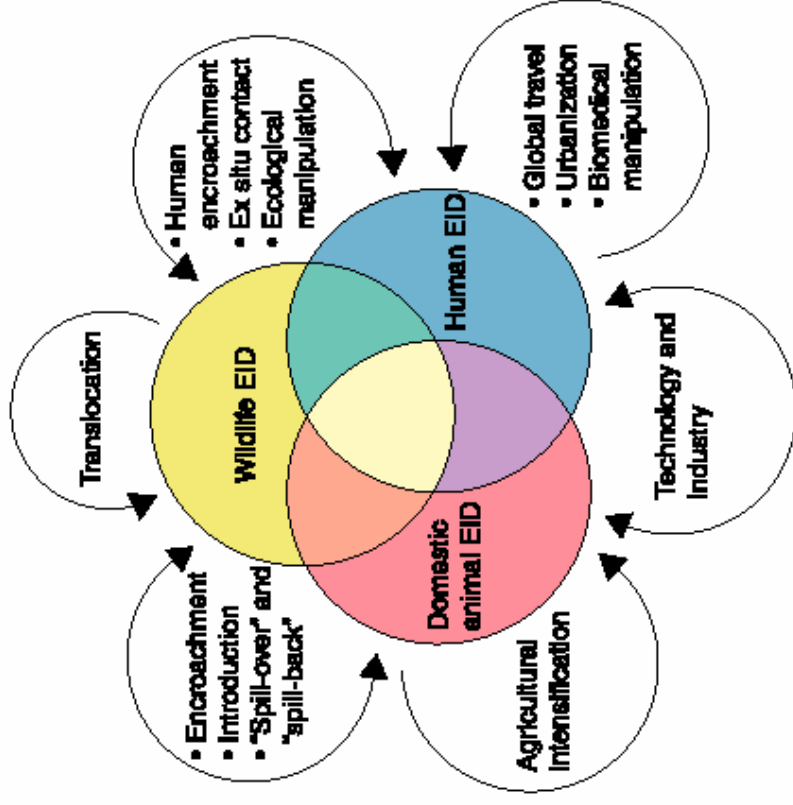 Translocation
• Encroachment
• Introduction
• "Spill-over" and
"spill-back"
• Human
encroachment
• Ex situ contact
• Ecological
manipulation
Wildlife EID
Domestic
animal EID
Human EID
Agricultural
Intensification
Technology and
Industry
• Global travel
• Urbanization
• Biomedical
manipulation